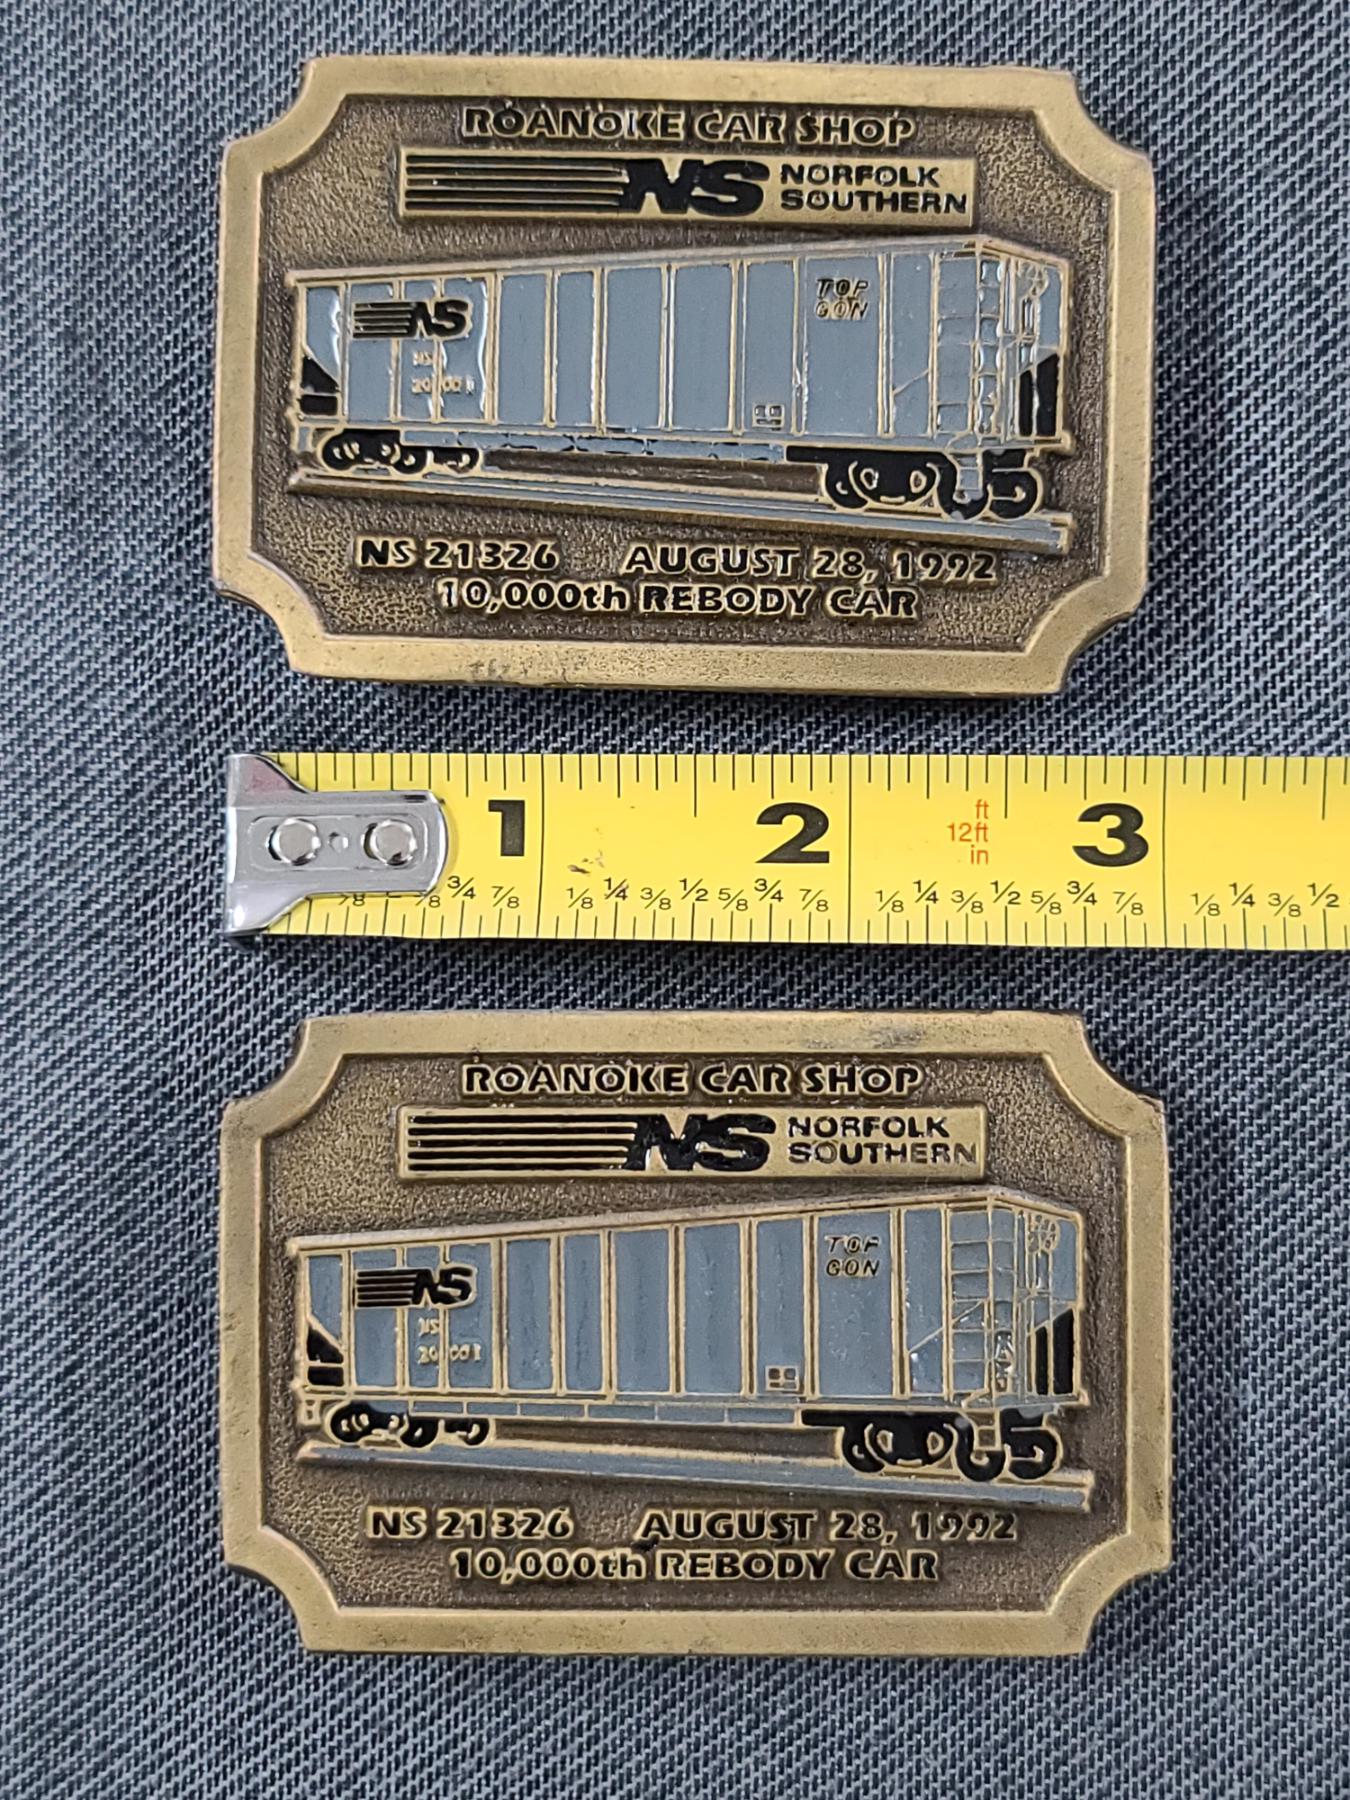 ROANOKE CAR SHOP
NS NORFOLK
SOUTHERN
NS
TOP
GON
NS
20001
NS 21326 AUGUST 28, 1992
10,000th REBODY CAR
1 2 ft 3
12ft
in
3/4 7/8 1/8 1/4 3/8 1/2 5/8 3/4 7/8 1/8 1/4 3/8 1/2 5/8 3/4 7/8 1/8 1/4 3/8 1/2
ROANOKE CAR SHOP
NS NORFOLK
SOUTHERN
TOP
GON
NS
NS
20001
NS 21326 AUGUST 28, 1992
10,000th REBODY CAR